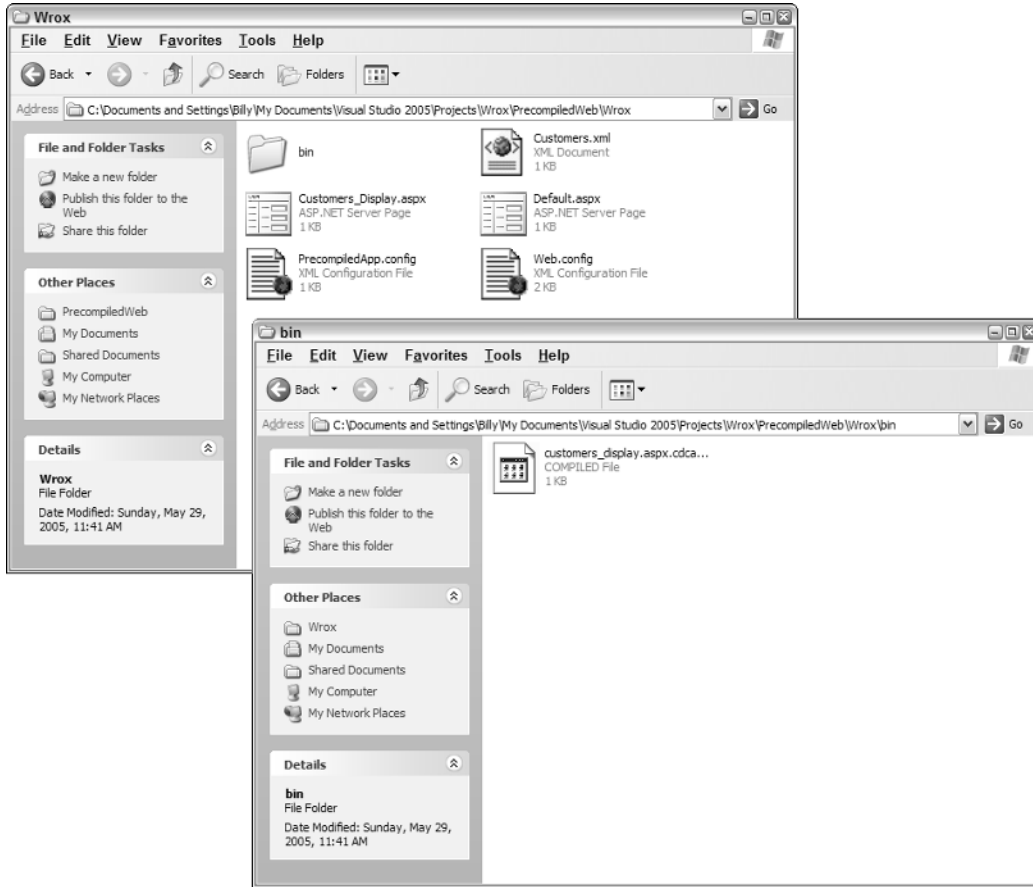 Wrox
File Edit View Favorites Tools Help
Back Search Folders
Address C:\Documents and Settings\Billy\My Documents\Visual Studio 2005\Projects\Wrox\PrecompiledWeb\Wrox Go
File and Folder Tasks
Make a new folder
Publish this folder to the
Web
Share this folder
Other Places
PrecompiledWeb
My Documents
Shared Documents
My Computer
My Network Places
Details
Wrox
File Folder
Date Modified: Sunday, May 29,
2005, 11:41 AM
bin
Customers.xml
XML Document
1 KB
Customers_Display.aspx
ASP.NET Server Page
1 KB
Default.aspx
ASP.NET Server Page
1 KB
PrecompiledApp.config
XML Configuration File
1 KB
Web.config
XML Configuration File
2 KB
bin
File Edit View Favorites Tools Help
Back Search Folders
Address C:\Documents and Settings\Billy\My Documents\Visual Studio 2005\Projects\Wrox\PrecompiledWeb\Wrox\bin Go
File and Folder Tasks
Make a new folder
Publish this folder to the
Web
Share this folder
Other Places
Wrox
My Documents
Shared Documents
My Computer
My Network Places
Details
bin
File Folder
Date Modified: Sunday, May 29,
2005, 11:41 AM
customers_display.aspx.cdca...
COMPILED File
1 KB